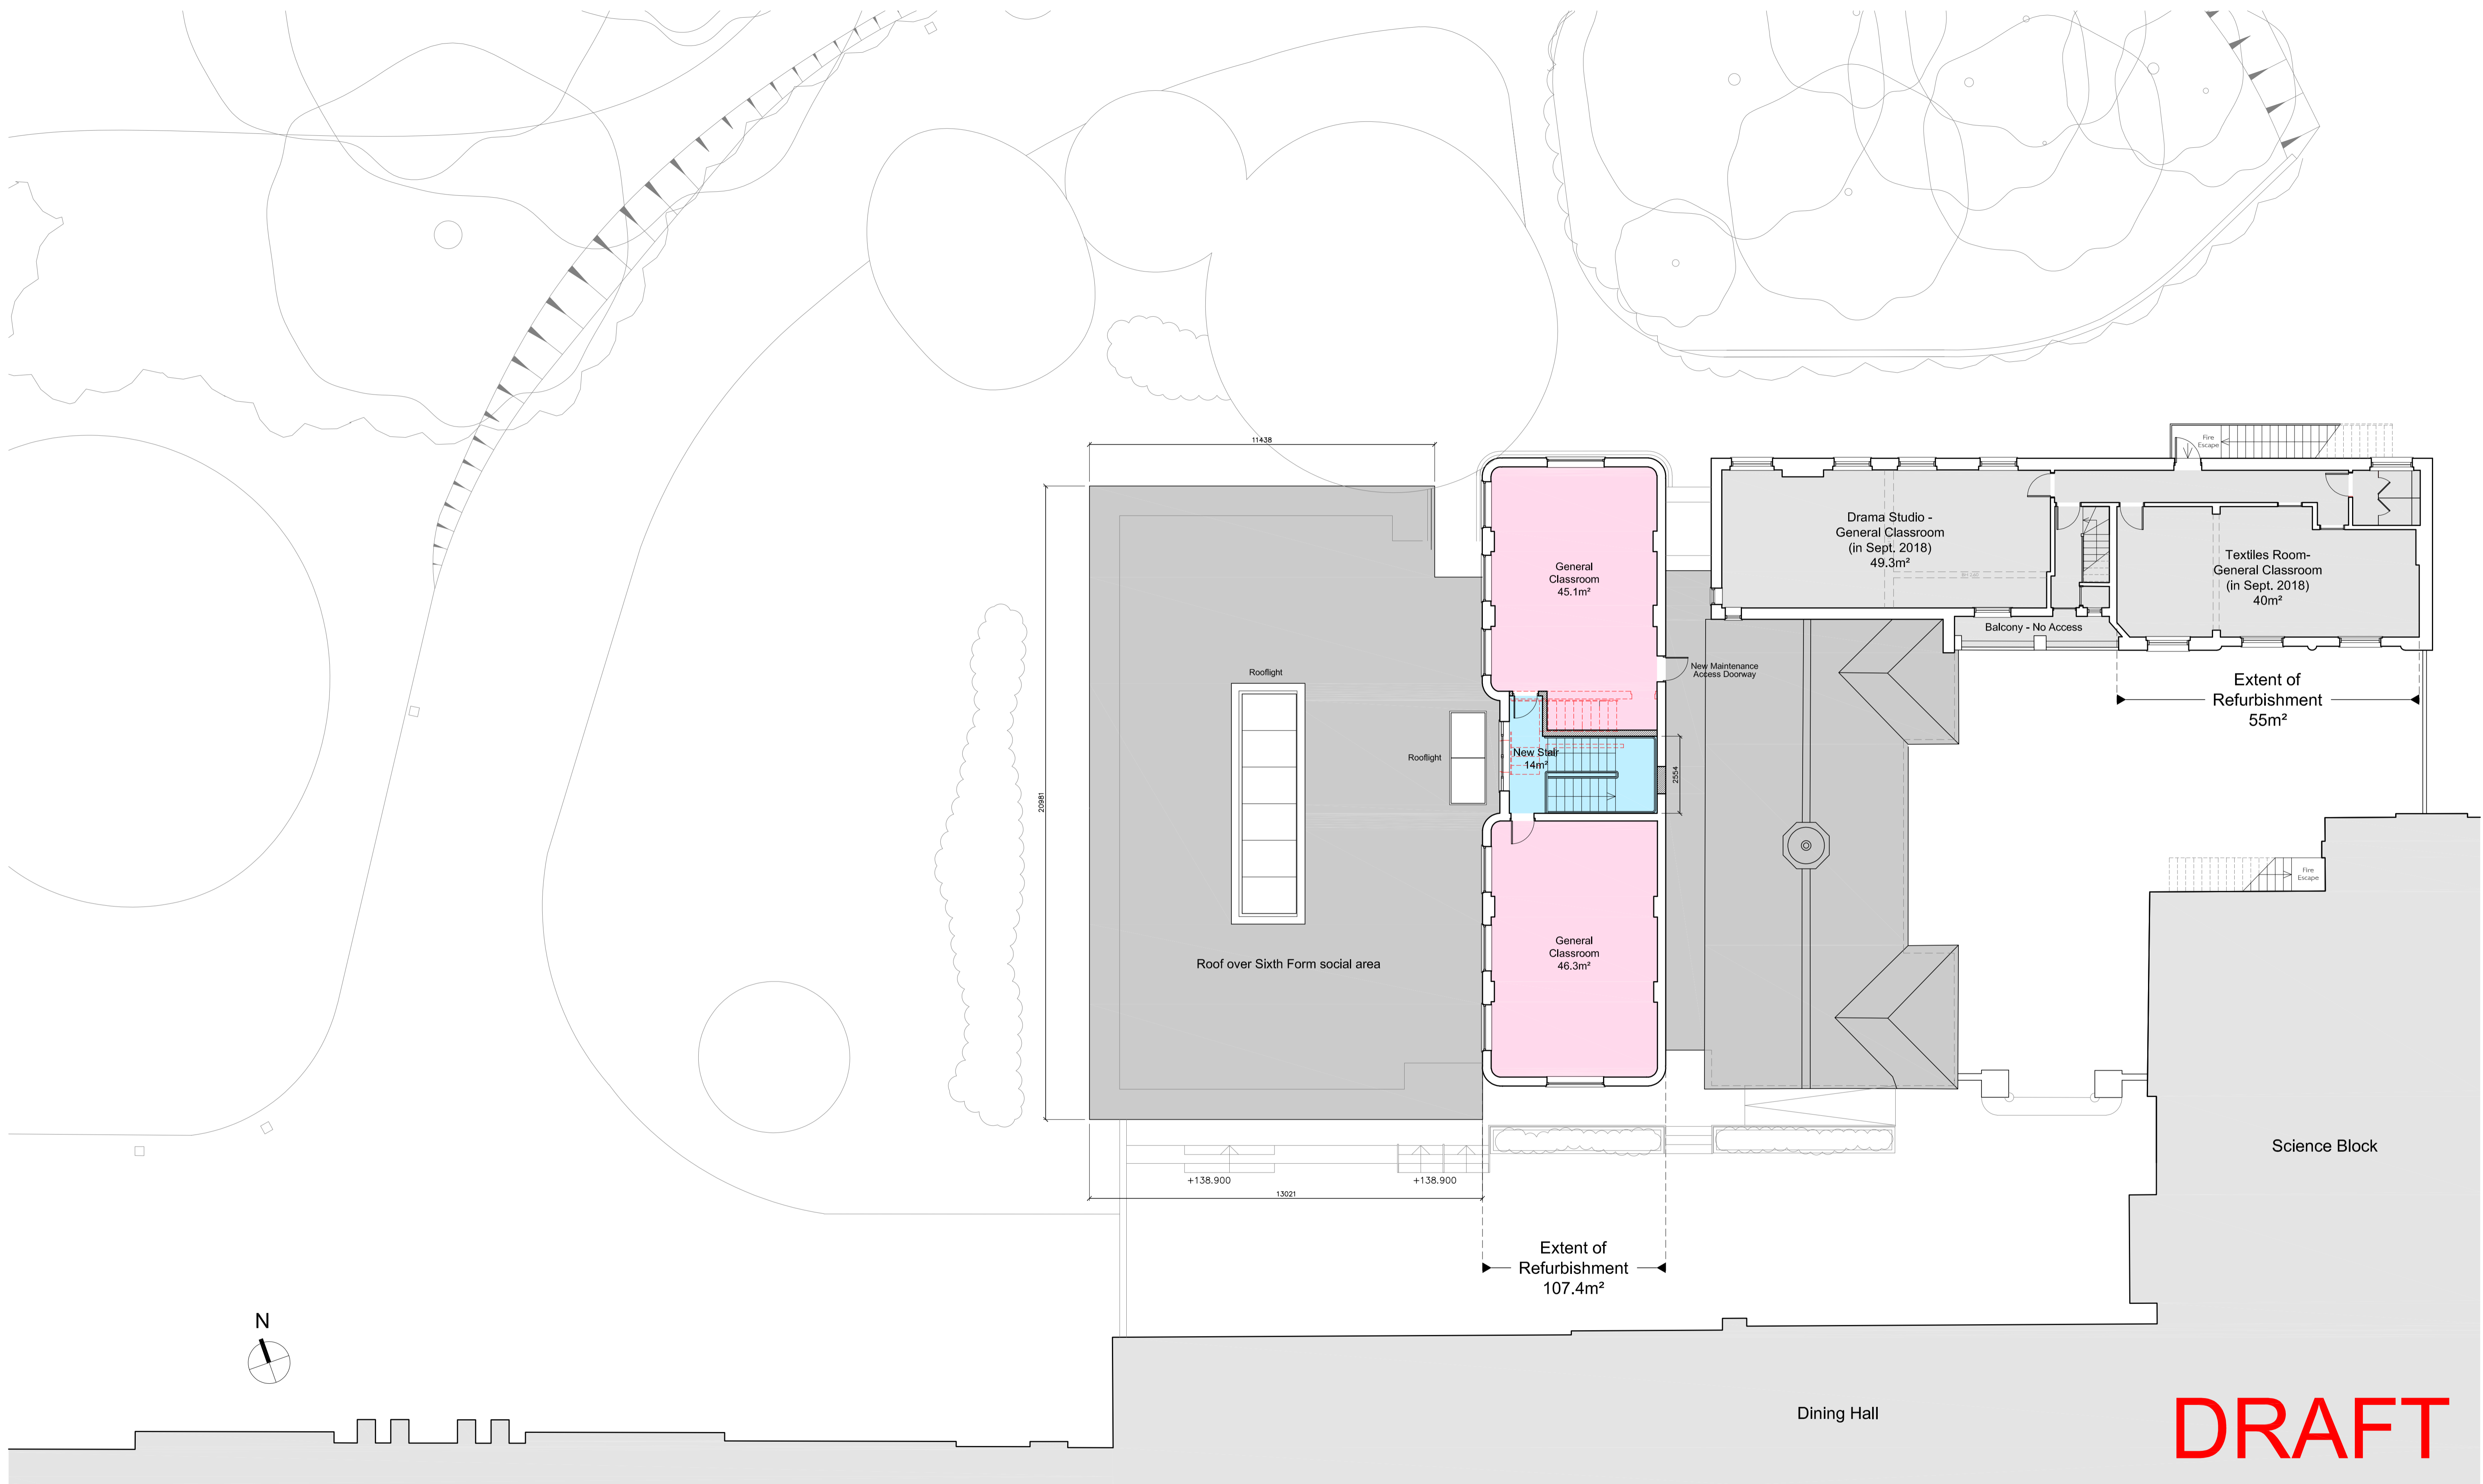 Fire
Escape
11438
Drama Studio -
General Classroom
(in Sept. 2018)
49.3m²
Textiles Room-
General Classroom
(in Sept. 2018)
40m²
General
Classroom
45.1m²
Balcony - No Access
Rooflight
New Maintenance
Access Doorway
Extent of
Refurbishment
55m²
Rooflight
New Stair
14m²
2554
20981
Fire
Escape
General
Classroom
46.3m²
Roof over Sixth Form social area
Science Block
+138.900
+138.900
13021
Extent of
Refurbishment
107.4m²
N
Dining Hall
DRAFT